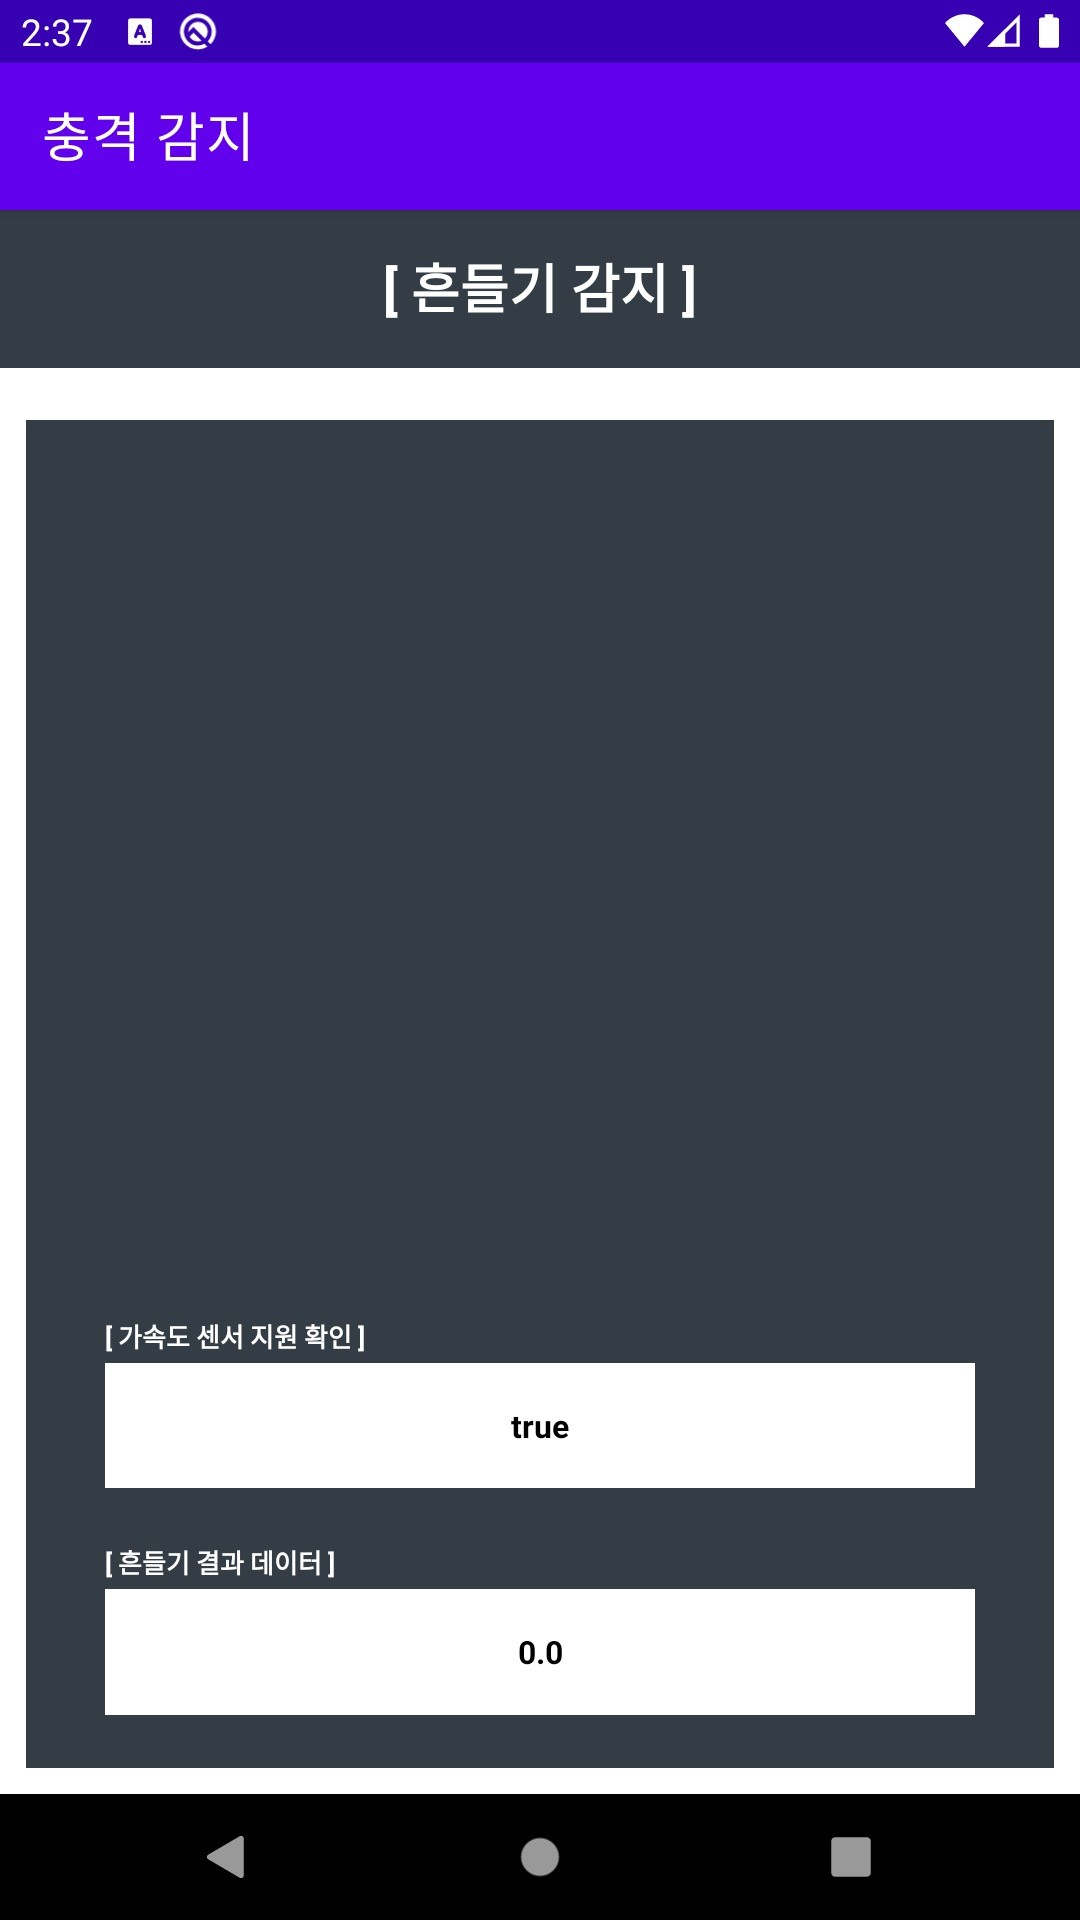 2:37
충격 감지
[ 흔들기 감지 ]
[ 가속도 센서 지원 확인 ]
true
[ 흔들기 결과 데이터 ]
0.0